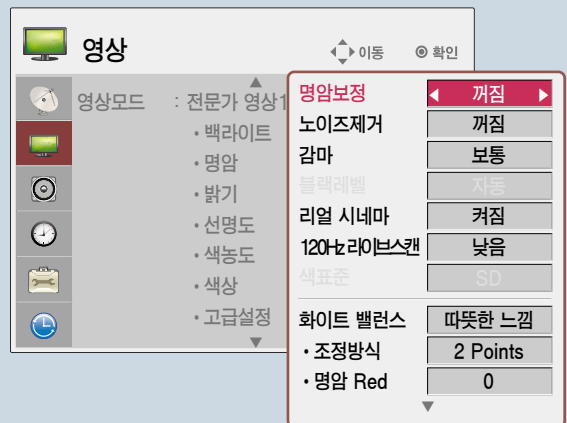 영상
이동
확인
영상모드 : 전문가 영상1
• 백라이트
• 명암
• 밝기
• 선명도
• 색농도
• 색상
• 고급설정
명암보정 꺼짐
노이즈제거 꺼짐
감마 보통
블랙레벨 자동
리얼 시네마 켜짐
120Hz 라이브스캔 낮음
색표준 SD
화이트 밸런스 따뜻한 느낌
• 조정방식 2 Points
• 명암 Red 0